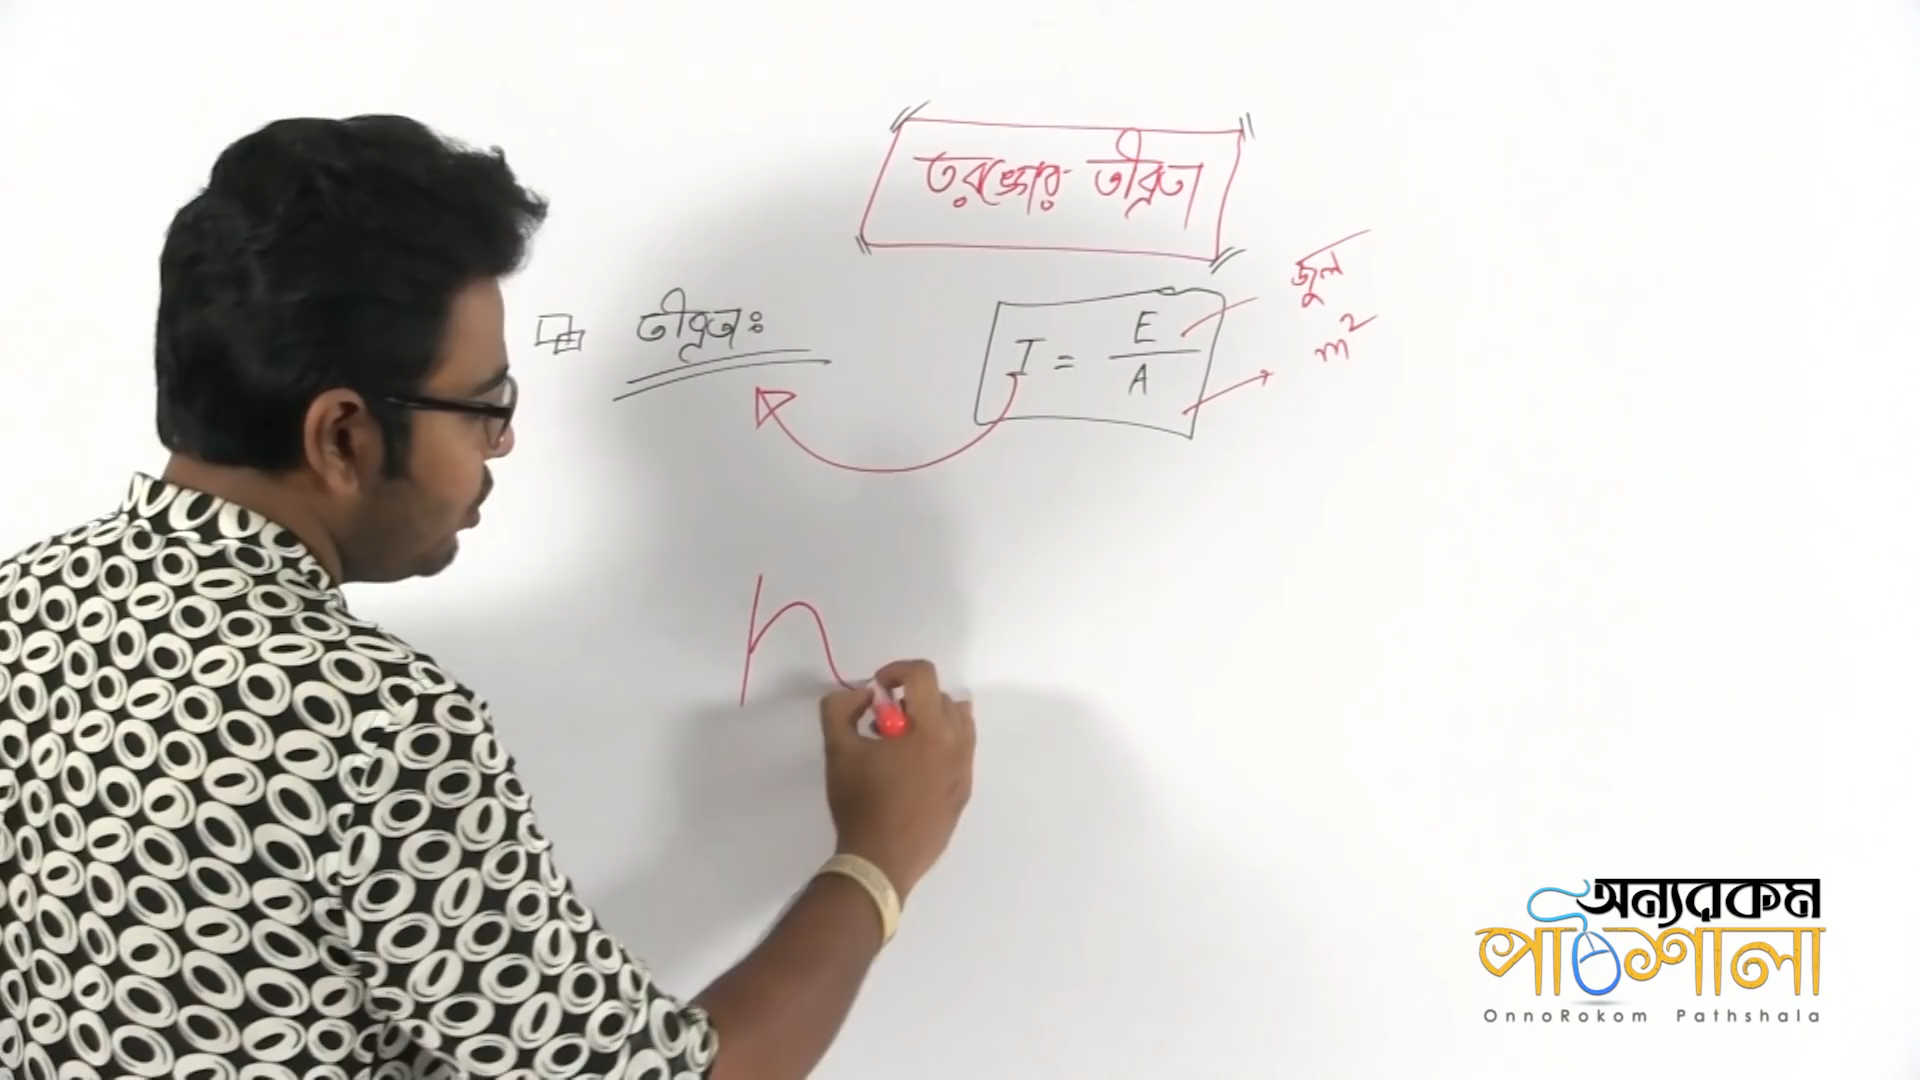 তরঙ্গের তীব্রতা
তীব্রতাঃ
I = E/A
জুল
m²
অন্যরকম
পাঠশালা
OnnoRokom Pathshala